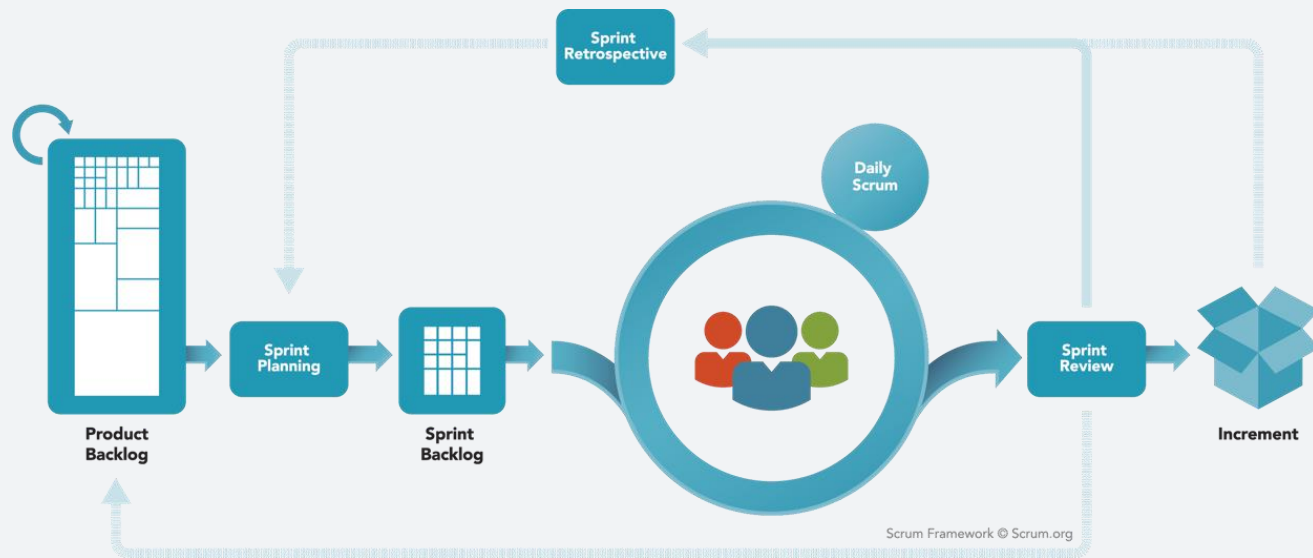 Sprint
Retrospective
Daily
Scrum
Sprint
Planning
Sprint
Review
Product
Backlog
Sprint
Backlog
Increment
Scrum Framework © Scrum.org